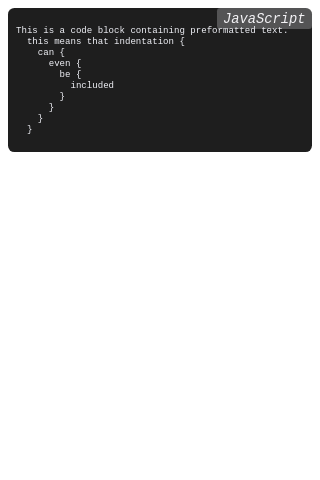 JavaScript
This is a code block containing preformatted text.
  this means that indentation {
    can {
      even {
        be {
          included
        }
      }
    }
  }